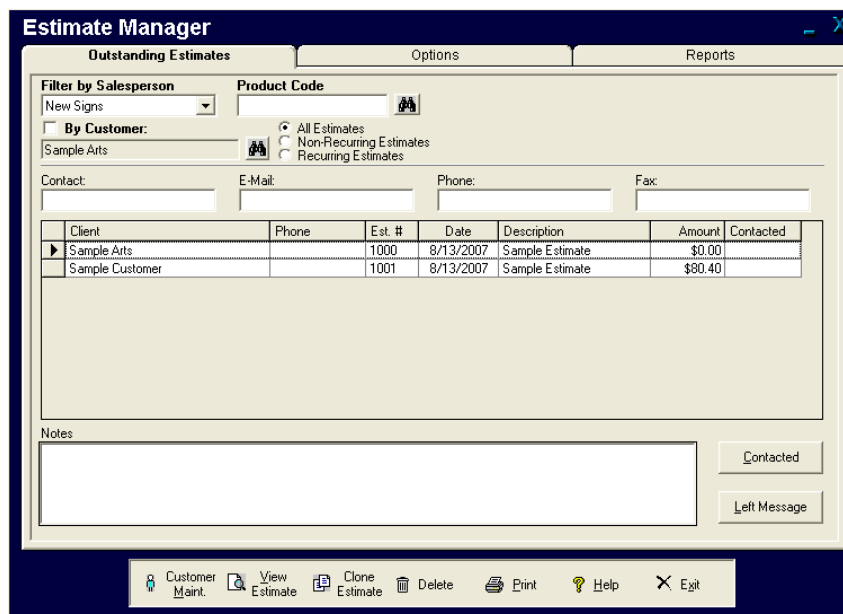 Estimate Manager
Outstanding Estimates Options Reports
Filter by Salesperson Product Code
New Signs
By Customer: All Estimates
Non-Recurring Estimates
Sample Arts
Recurring Estimates
Contact: E-Mail: Phone: Fax:
Client Phone Est. # Date Description Amount Contacted
Sample Arts 1000 8/13/2007 Sample Estimate $0.00
Sample Customer 1001 8/13/2007 Sample Estimate $80.40
Notes
Contacted
Left Message
Customer Maint. View Estimate Clone Estimate Delete Print Help Exit